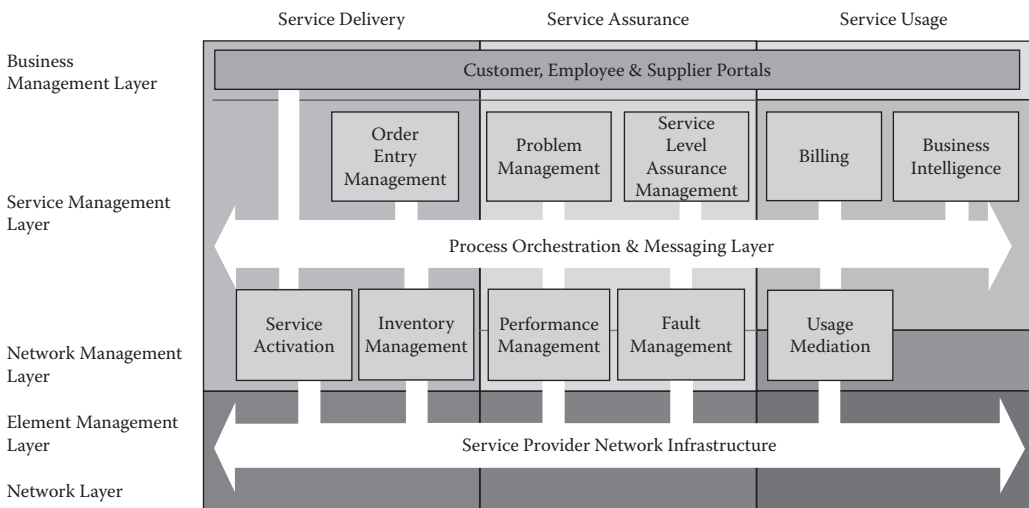 Service Delivery
Service Assurance
Service Usage
Business
Management Layer
Customer, Employee & Supplier Portals
Order
Entry
Management
Problem
Management
Service
Level
Assurance
Management
Billing
Business
Intelligence
Service Management
Layer
Process Orchestration & Messaging Layer
Service
Activation
Inventory
Management
Performance
Management
Fault
Management
Usage
Mediation
Network Management
Layer
Element Management
Layer
Service Provider Network Infrastructure
Network Layer